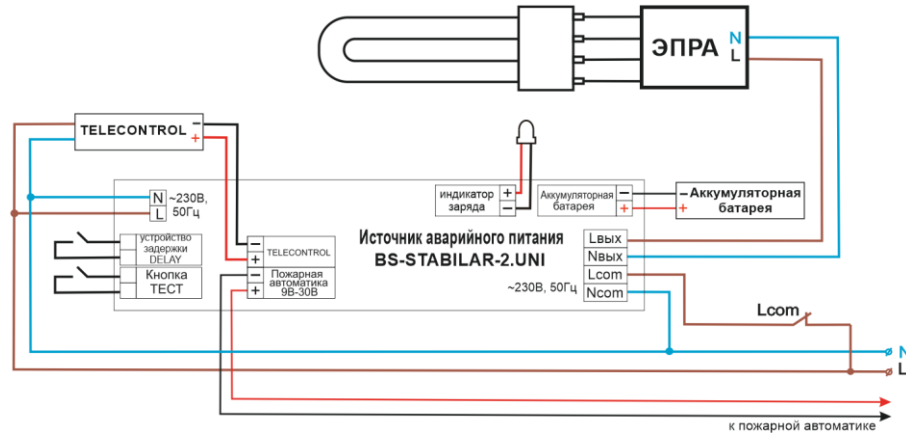 ЭПРА
N
L
TELECONTROL
−
+
N
L
~230В,
50Гц
устройство
задержки
DELAY
Кнопка
ТЕСТ
−
+
TELECONTROL
−
+
Пожарная
автоматика
9В-30В
индикатор
заряда
+
−
Аккумуляторная
батарея
−
+
−
+
Аккумуляторная
батарея
Источник аварийного питания
BS-STABILAR-2.UNI
~230В, 50Гц
Lвых
Nвых
Lcom
Ncom
Lcom
N
L
к пожарной автоматике